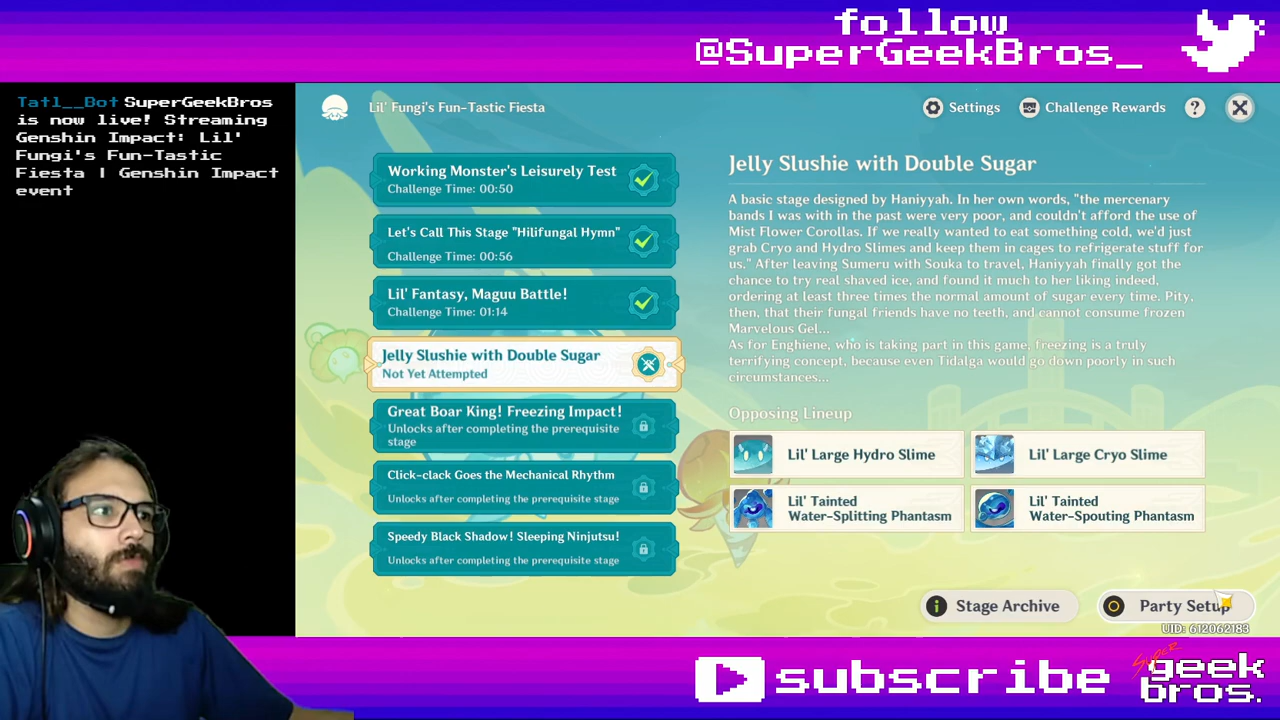 follow
@SuperGeekBros_
Tatl__Bot SuperGeekBros
is now live! Streaming
Genshin Impact: Lil'
Fungi's Fun-Tastic
Fiesta | Genshin Impact
event
Lil' Fungi's Fun-Tastic Fiesta
Settings
Challenge Rewards
?
Working Monster's Leisurely Test
Challenge Time: 00:50
Let's Call This Stage "Hilifungal Hymn"
Challenge Time: 00:56
Lil' Fantasy, Maguu Battle!
Challenge Time: 01:14
Jelly Slushie with Double Sugar
Not Yet Attempted
Great Boar King! Freezing Impact!
Unlocks after completing the prerequisite
stage
Click-clack Goes the Mechanical Rhythm
Unlocks after completing the prerequisite stage
Speedy Black Shadow! Sleeping Ninjutsu!
Unlocks after completing the prerequisite stage
Jelly Slushie with Double Sugar
A basic stage designed by Haniyyah. In her own words, "the mercenary
bands I was with in the past were very poor, and couldn't afford the use of
Mist Flower Corollas. If we really wanted to eat something cold, we'd just
grab Cryo and Hydro Slimes and keep them in cages to refrigerate stuff for
us." After leaving Sumeru with Souka to travel, Haniyyah finally got the
chance to try real shaved ice, and found it much to her liking indeed,
ordering at least three times the normal amount of sugar every time. Pity,
then, that their fungal friends have no teeth, and cannot consume frozen
Marvelous Gel...
As for Enghiene, who is taking part in this game, freezing is a truly
terrifying concept, because even Tidalga would go down poorly in such
circumstances...
Opposing Lineup
Lil' Large Hydro Slime
Lil' Large Cryo Slime
Lil' Tainted
Water-Splitting Phantasm
Lil' Tainted
Water-Spouting Phantasm
Stage Archive
Party Setup
UID: 612062183
subscribe
super
geek
bros.